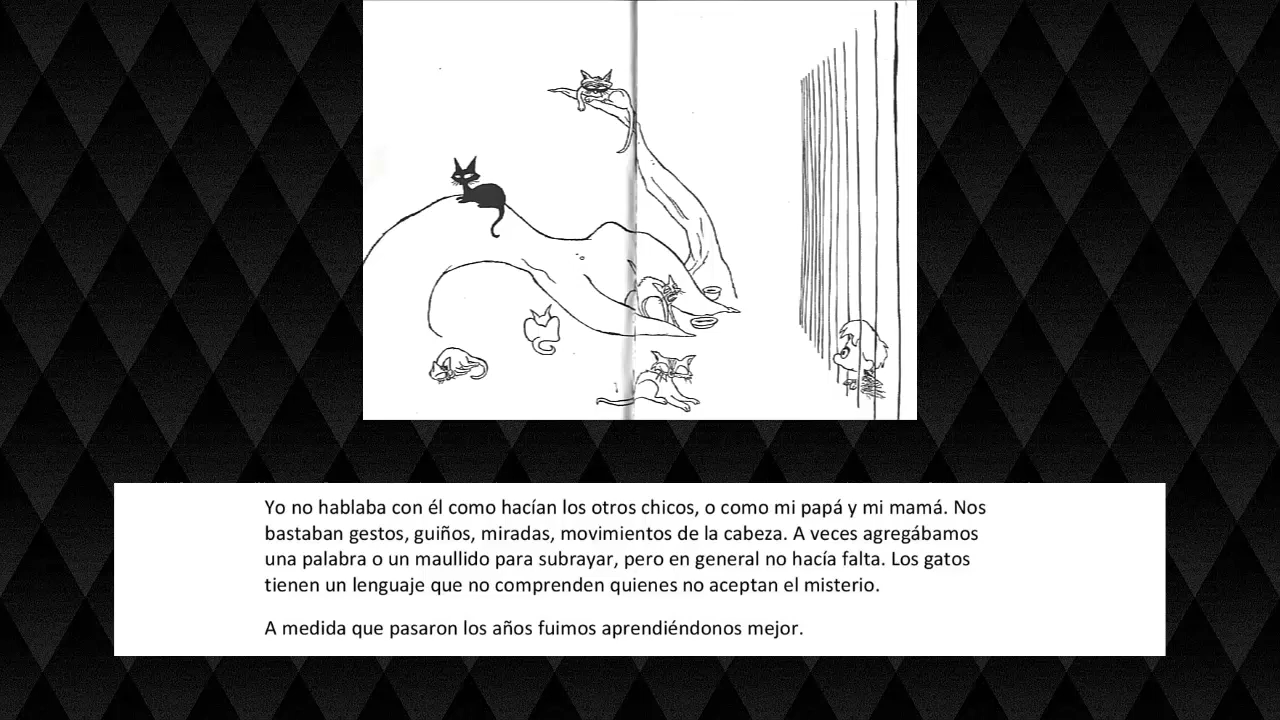 Yo no hablaba con él como hacían los otros chicos, o como mi papá y mi mamá. Nos
bastaban gestos, guiños, miradas, movimientos de la cabeza. A veces agregábamos
una palabra o un maullido para subrayar, pero en general no hacía falta. Los gatos
tienen un lenguaje que no comprenden quienes no aceptan el misterio.
A medida que pasaron los años fuimos aprendiéndonos mejor.